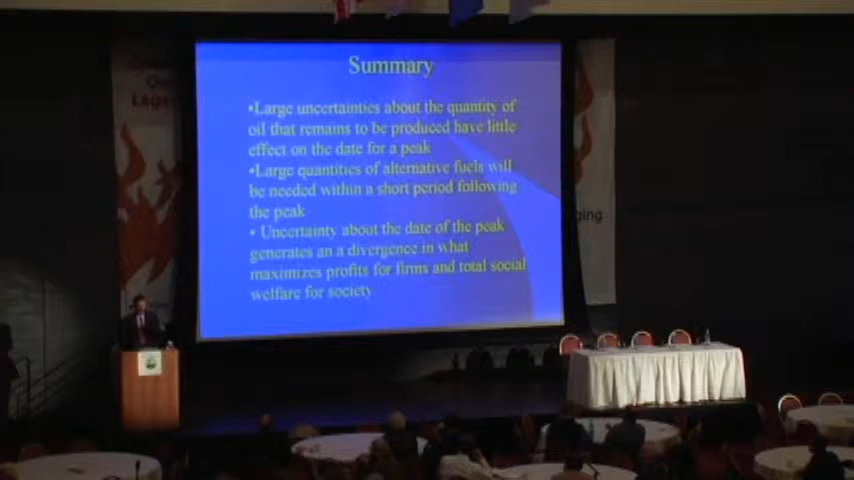 Summary
•Large uncertainties about the quantity of
oil that remains to be produced have little
effect on the date for a peak
•Large quantities of alternative fuels will
be needed within a short period following
the peak
• Uncertainty about the date of the peak
generates an a divergence in what
maximizes profits for firms and total social
welfare for society